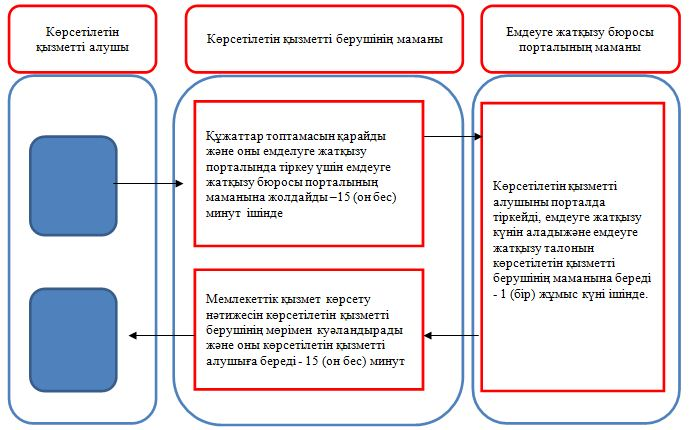 Көрсетілетін
қызметті алушы
Көрсетілетін қызметті берушінің маманы
Емдеуге жатқызу бюросы
порталының маманы
Құжаттар топтамасын қарайды
және оны емделуге жатқызу
порталында тіркеу үшін емдеуге
жатқызу бюросы порталының
маманына жолдайды –15 (он бес)
минут ішінде
Көрсетілетін қызметті
алушыны порталда
тіркейді, емдеуге жатқызу
күнін аладыжәне емдеуге
жатқызу талонын
көрсетілетін қызметті
берушінің маманына береді
- 1 (бір) жұмыс күні ішінде.
Мемлекеттік қызмет көрсету
нәтижесін көрсетілетін қызметті
берушінің мөрімен куәландырады
және оны көрсетілетін қызметті
алушыға береді - 15 (он бес) минут